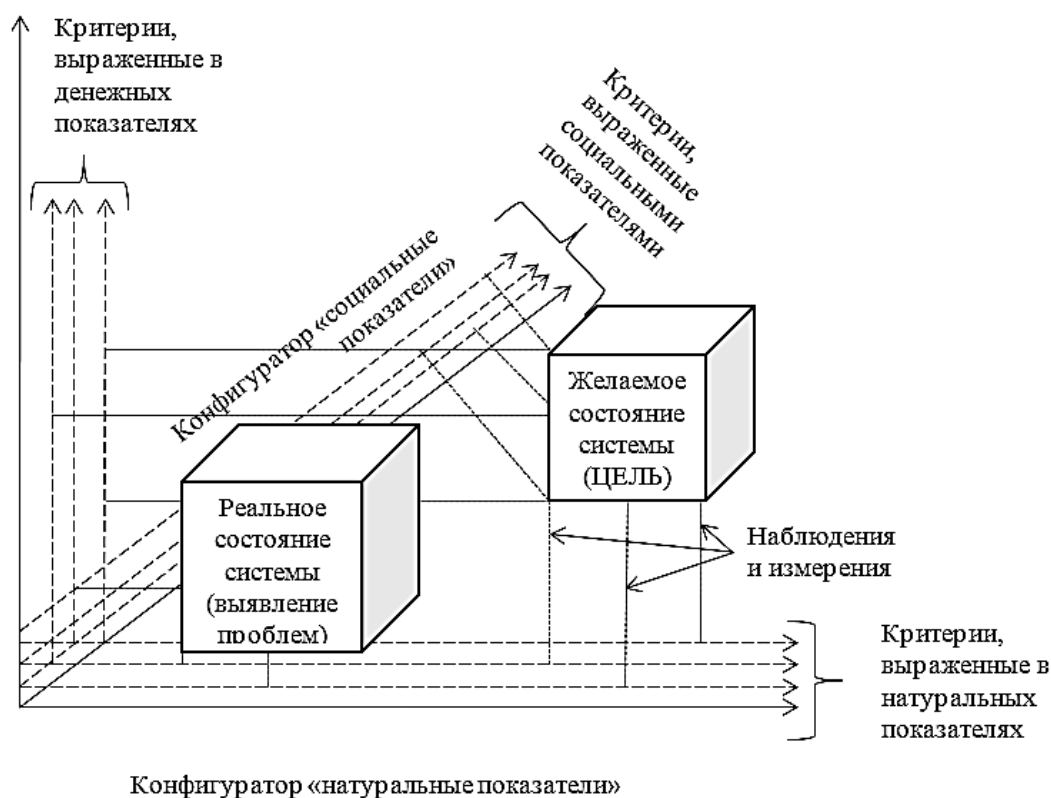 Критерии,
выраженные в
денежных
показателях
Критерии,
выраженные
социальными
показателями
Конфигуратор «социальные
показатели»
Желаемое
состояние
системы
(ЦЕЛЬ)
Реальное
состояние
системы
(выявление
проблем)
Наблюдения
и измерения
Критерии,
выраженные в
натуральных
показателях
Конфигуратор «натуральные показатели»